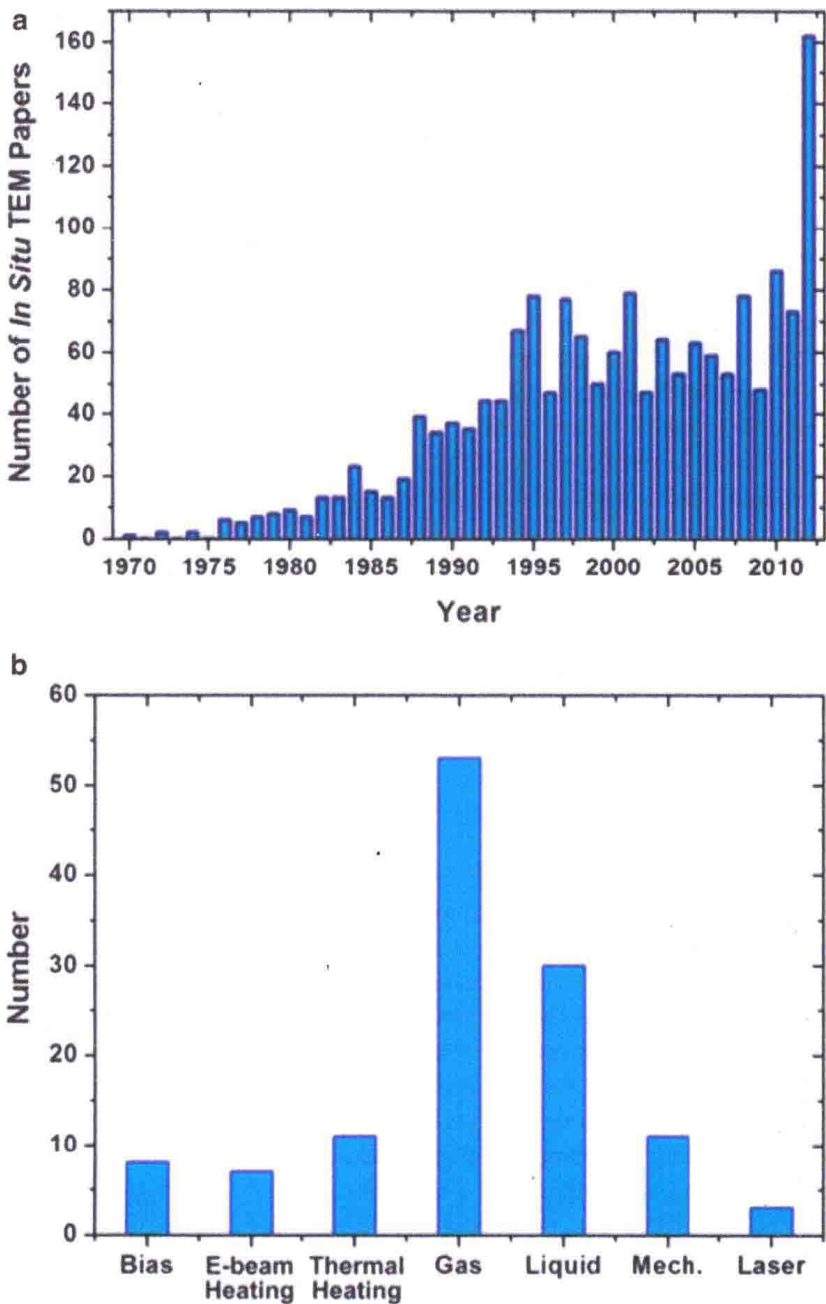 a
Number of In Situ TEM Papers
160
140
120
100
80
60
40
20
0
1970 1975 1980 1985 1990 1995 2000 2005 2010
Year
b
Number
60
50
40
30
20
10
0
Bias E-beam Heating Thermal Heating Gas Liquid Mech. Laser